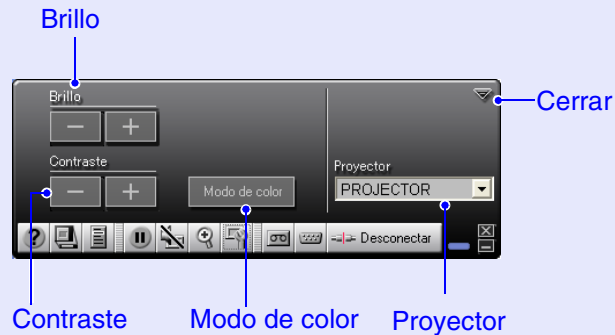 Brillo
Brillo
Cerrar
Contraste
Proyector
Modo de color
PROJECTOR
Desconectar
Contraste
Modo de color
Proyector